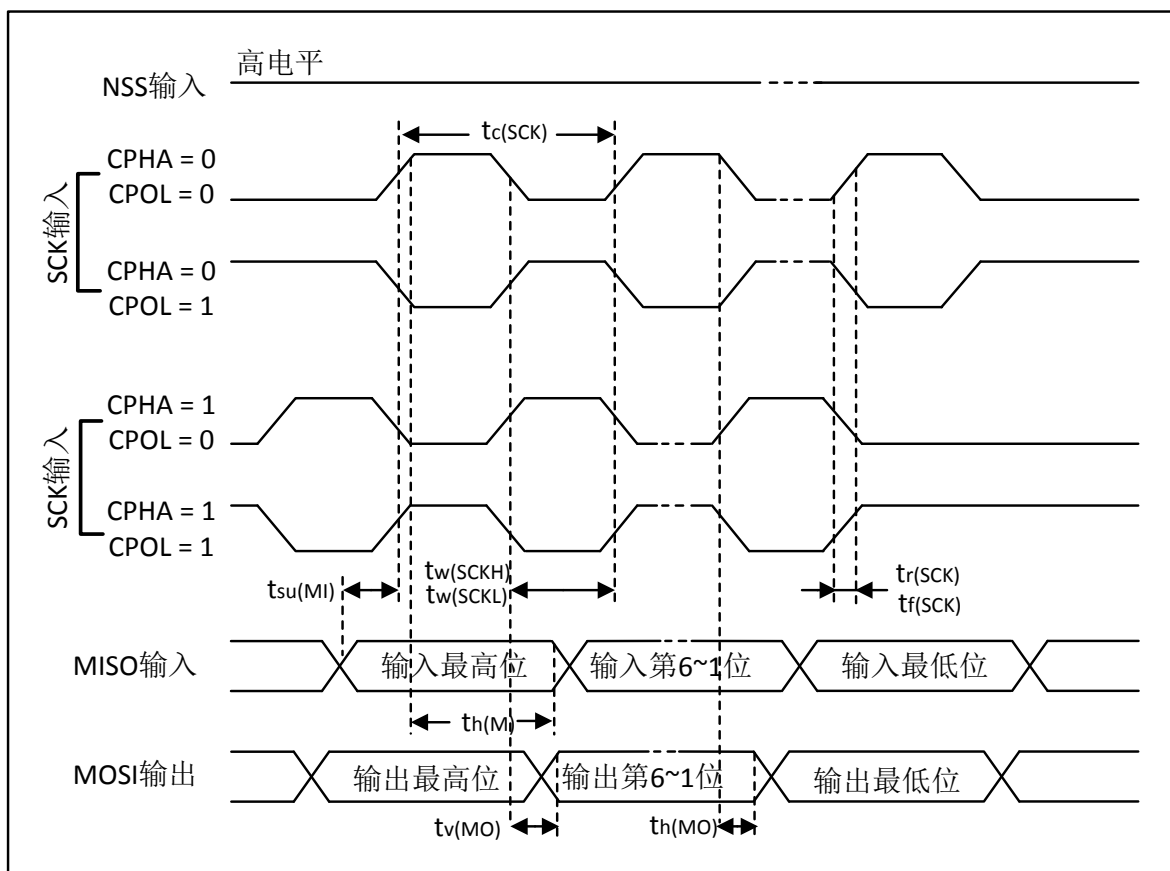 高电平
NSS输入
tc(SCK)
CPHA = 0
CPOL = 0
SCK输入
CPHA = 0
CPOL = 1
CPHA = 1
CPOL = 0
SCK输入
CPHA = 1
CPOL = 1
tsu(MI)
tw(SCKH)
tw(SCKL)
tr(SCK)
tf(SCK)
MISO输入
输入最高位
输入第6~1位
输入最低位
th(M)
MOSI输出
输出最高位
输出第6~1位
输出最低位
tv(MO)
th(MO)